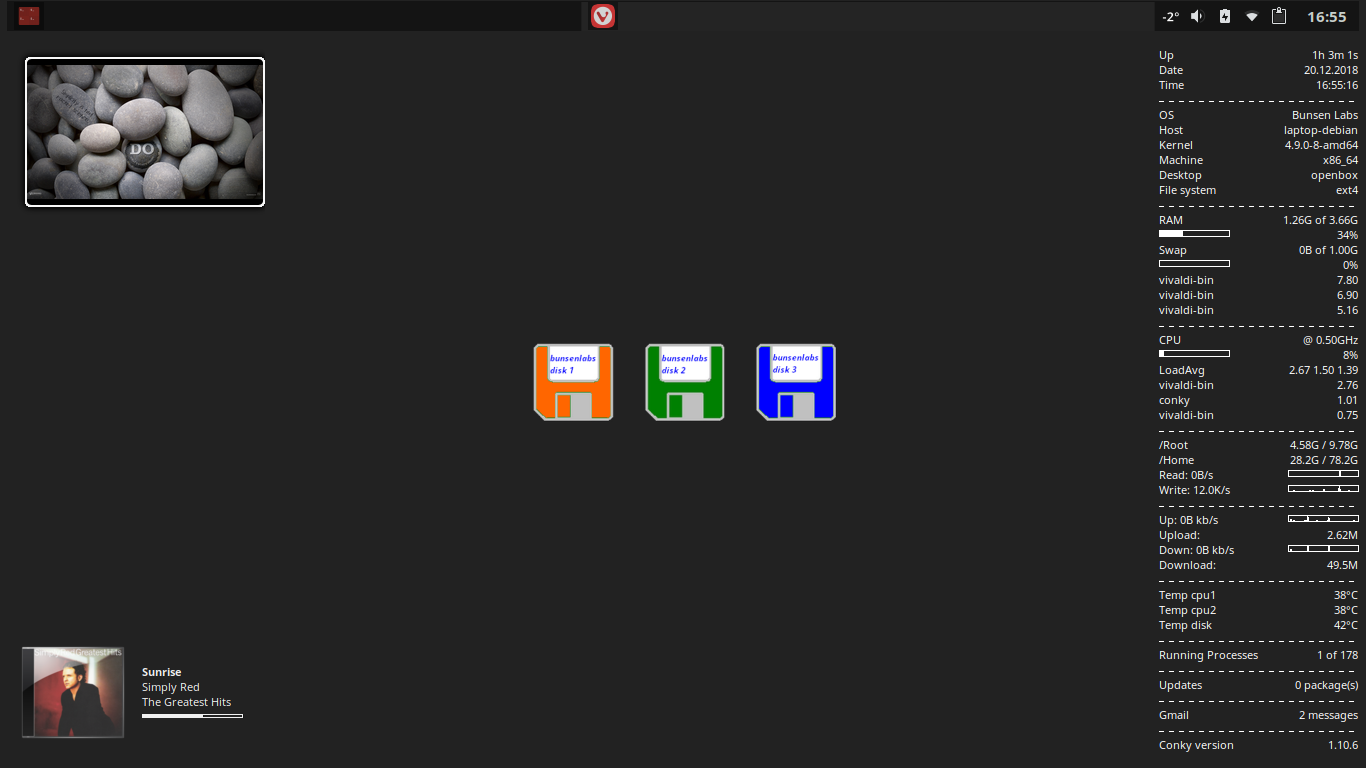 -2° 16:55
DO
bunsenlabs
disk 1
bunsenlabs
disk 2
bunsenlabs
disk 3
Greatest Hits
Sunrise
Simply Red
The Greatest Hits
Up 1h 3m 1s
Date 20.12.2018
Time 16:55:16
OS Bunsen Labs
Host laptop-debian
Kernel 4.9.0-8-amd64
Machine x86_64
Desktop openbox
File system ext4
RAM 1.26G of 3.66G
34%
Swap 0B of 1.00G
0%
vivaldi-bin 7.80
vivaldi-bin 6.90
vivaldi-bin 5.16
CPU @ 0.50GHz
8%
LoadAvg 2.67 1.50 1.39
vivaldi-bin 2.76
conky 1.01
vivaldi-bin 0.75
/Root 4.58G / 9.78G
/Home 28.2G / 78.2G
Read: 0B/s
Write: 12.0K/s
Up: 0B kb/s
Upload: 2.62M
Down: 0B kb/s
Download: 49.5M
Temp cpu1 38°C
Temp cpu2 38°C
Temp disk 42°C
Running Processes 1 of 178
Updates 0 package(s)
Gmail 2 messages
Conky version 1.10.6